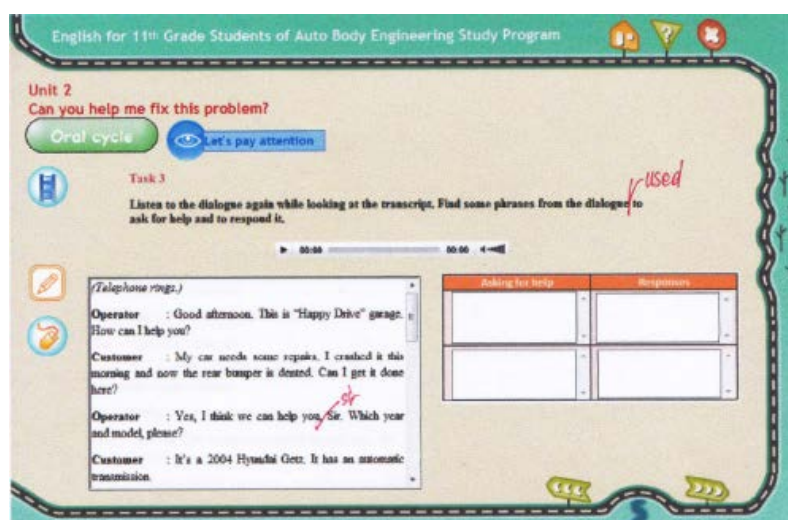 English for 11th Grade Students of Auto Body Engineering Study Program
Unit 2
Can you help me fix this problem?
Oral cycle
Let's pay attention
Task 3
used
Listen to the dialogue again while looking at the transcript. Find some phrases from the dialogue to
ask for help and to respond it.
00:00
00:00
(Telephone rings.)
Operator : Good afternoon. This is "Happy Drive" garage.
How can I help you?
Customer : My car needs some repairs. I crashed it this
morning and now the rear bumper is dented. Can I get it done
here?
sir
Operator : Yes, I think we can help you, Sir. Which year
and model, please?
Customer : It's a 2004 Hyundai Getz. It has an automatic
transmission.
Asking for help
Responses